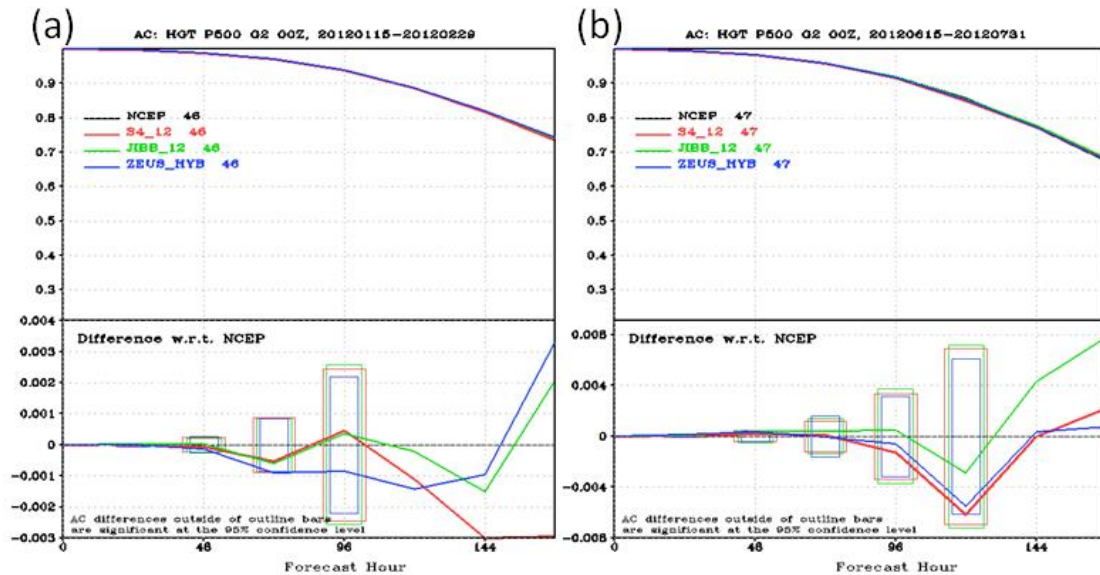 (a)
AC: HGT P500 G2 00Z, 20120115-20120229
0.9
0.8
0.7
0.6
0.5
0.4
0.3
NCEP 46
S4_12 46
JIBB_12 46
ZEUS_HYB 46
0.004
0.003
0.002
0.001
0
-0.001
-0.002
-0.003
Difference w.r.t. NCEP
AC differences outside of outline bars
are significant at the 95% confidence level
0 48 96 144
Forecast Hour
(b)
AC: HGT P500 G2 00Z, 20120615-20120731
0.9
0.8
0.7
0.6
0.5
0.4
0.3
NCEP 47
S4_12 47
JIBB_12 47
ZEUS_HYB 47
0.008
0.004
0
-0.004
-0.008
Difference w.r.t. NCEP
AC differences outside of outline bars
are significant at the 95% confidence level
0 48 96 144
Forecast Hour